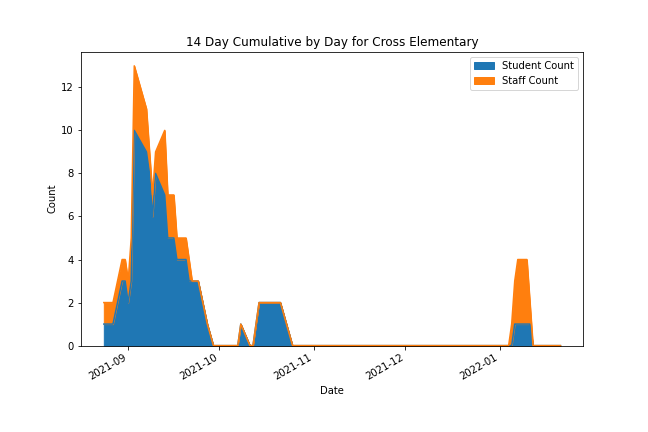 14 Day Cumulative by Day for Cross Elementary
Student Count
Staff Count
12
10
8
6
4
2
0
Count
2021-09
2021-10
2021-11
2021-12
2022-01
Date